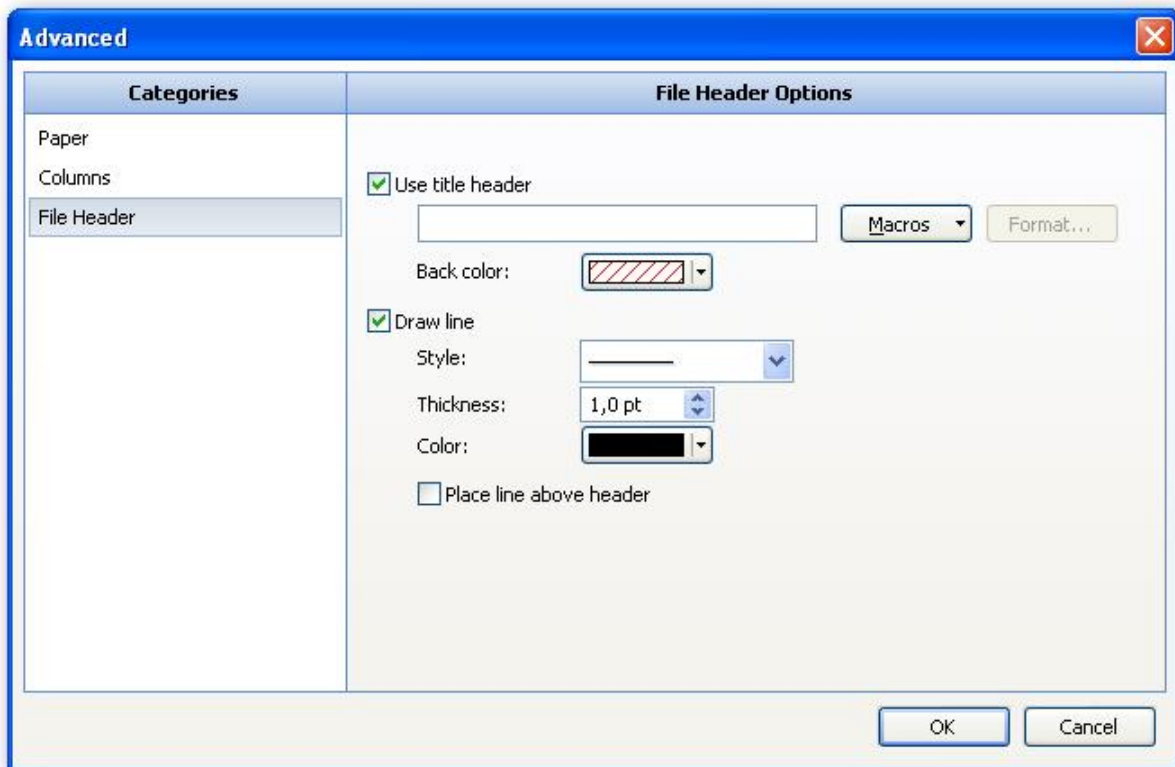 Advanced
Categories
File Header Options
Paper
Columns
File Header
Use title header
Macros
Format...
Back color:
Draw line
Style:
Thickness:
1,0 pt
Color:
Place line above header
OK
Cancel